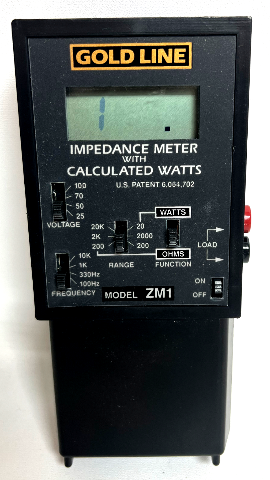 GOLD LINE
1 .
IMPEDANCE METER
WITH
CALCULATED WATTS
U.S. PATENT 6,064,702
100
70
50
25
VOLTAGE
WATTS
20K 20
2K 2000
200 200
OHMS
RANGE FUNCTION
LOAD
10K
1K
330Hz
100Hz
FREQUENCY
ON
OFF
MODEL ZM1